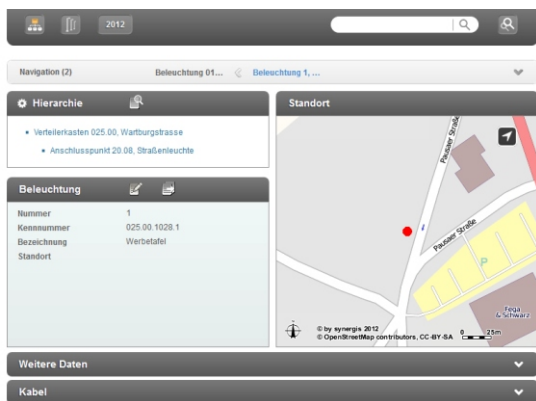 2012
Navigation (2)
Beleuchtung 01...
Beleuchtung 1, ...
Hierarchie
Verteilerkasten 025.00, Wartburgstrasse
Anschlusspunkt 20.08, Straßenleuchte
Beleuchtung
Nummer 1
Kennnummer 025.00.1028.1
Bezeichnung Werbetafel
Standort
Standort
Pausaer Straße
Pausaer Straße
P
Fega
& Schwarz
© by synergis 2012
© OpenStreetMap contributors, CC-BY-SA
0 25m
Weitere Daten
Kabel